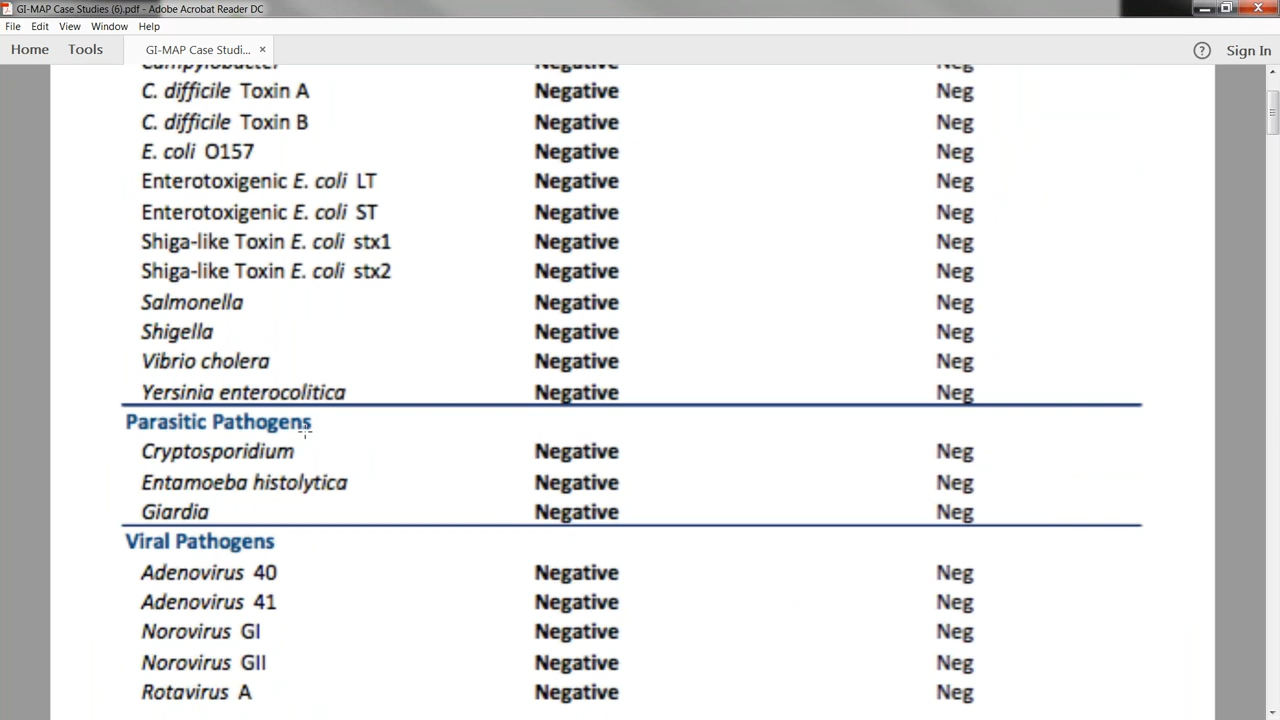 GI-MAP Case Studies (6).pdf - Adobe Acrobat Reader DC
File Edit View Window Help
Home Tools GI-MAP Case Studi... × ? Sign In
Campylobacter Negative Neg
C. difficile Toxin A Negative Neg
C. difficile Toxin B Negative Neg
E. coli O157 Negative Neg
Enterotoxigenic E. coli LT Negative Neg
Enterotoxigenic E. coli ST Negative Neg
Shiga-like Toxin E. coli stx1 Negative Neg
Shiga-like Toxin E. coli stx2 Negative Neg
Salmonella Negative Neg
Shigella Negative Neg
Vibrio cholera Negative Neg
Yersinia enterocolitica Negative Neg
Parasitic Pathogens
Cryptosporidium Negative Neg
Entamoeba histolytica Negative Neg
Giardia Negative Neg
Viral Pathogens
Adenovirus 40 Negative Neg
Adenovirus 41 Negative Neg
Norovirus GI Negative Neg
Norovirus GII Negative Neg
Rotavirus A Negative Neg